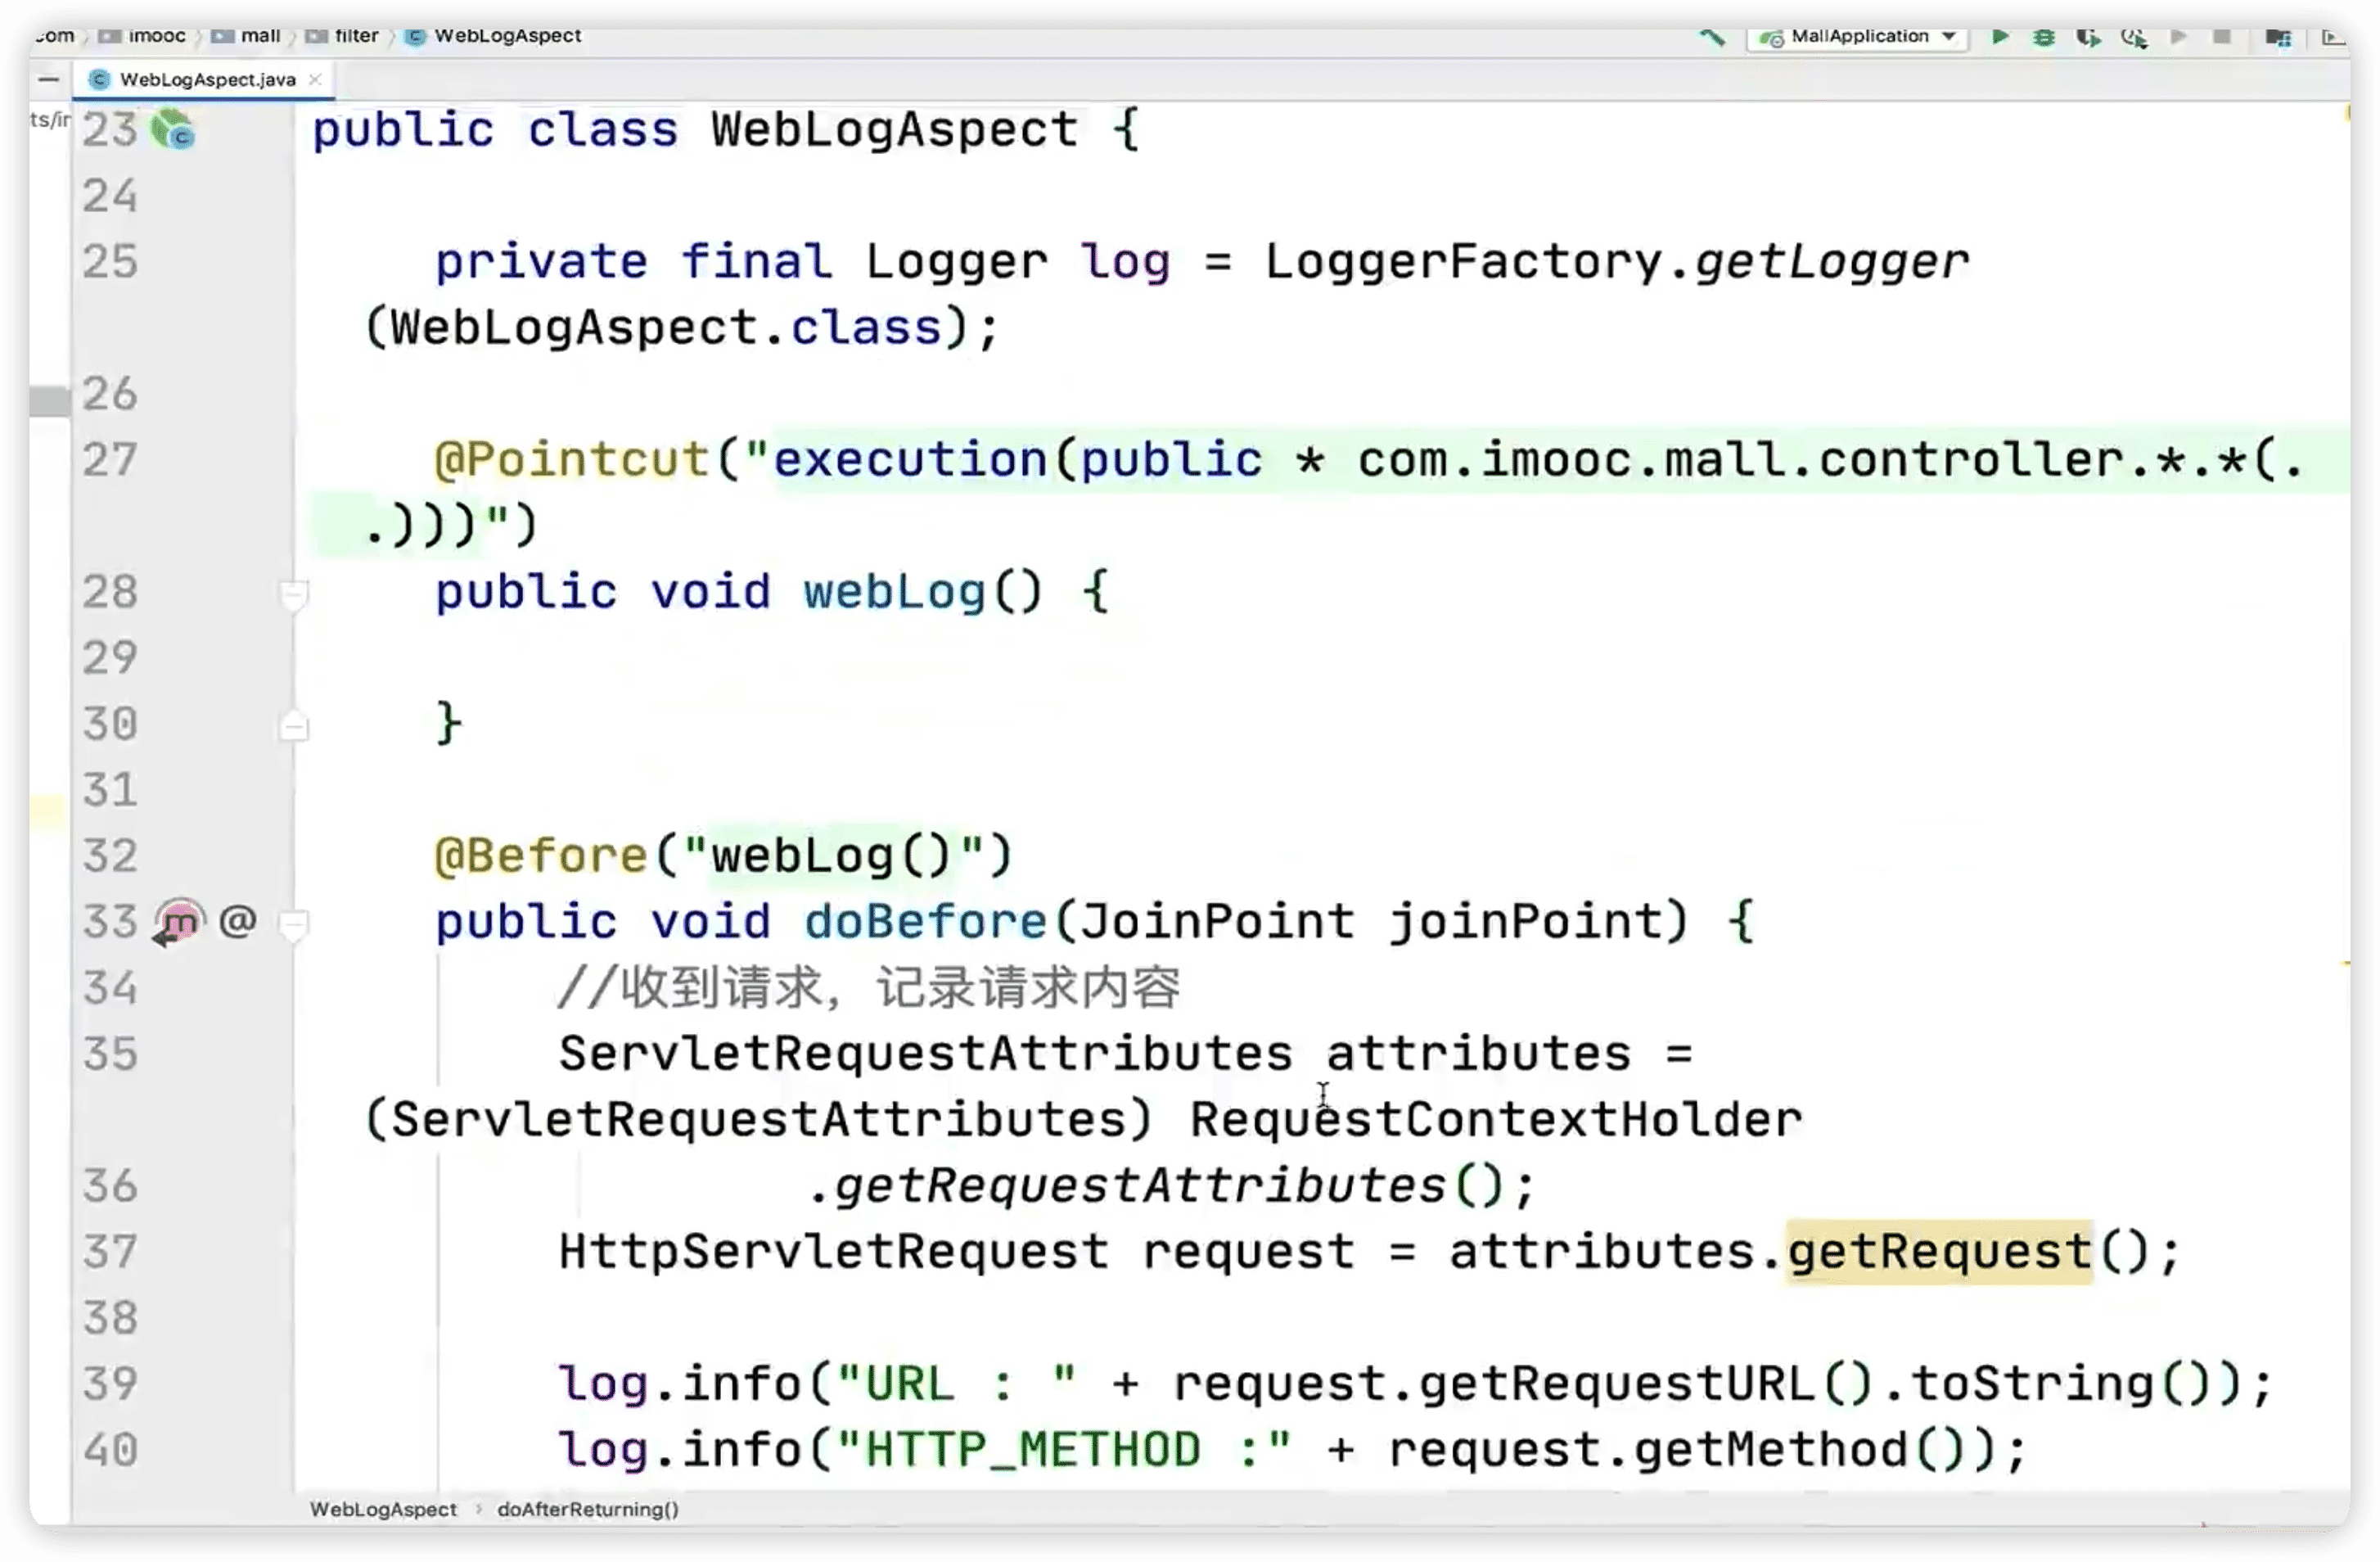 com imooc mall filter WebLogAspect MallApplication
WebLogAspect.java
ts/ir
23 public class WebLogAspect {
24
25 private final Logger log = LoggerFactory.getLogger
(WebLogAspect.class);
26
27 @Pointcut("execution(public * com.imooc.mall.controller.*.*(.
.)))")
28 public void webLog() {
29
30 }
31
32 @Before("webLog()")
33 @ public void doBefore(JoinPoint joinPoint) {
34 //收到请求，记录请求内容
35 ServletRequestAttributes attributes =
(ServletRequestAttributes) RequestContextHolder
36 .getRequestAttributes();
37 HttpServletRequest request = attributes.getRequest();
38
39 log.info("URL : " + request.getRequestURL().toString());
40 log.info("HTTP_METHOD :" + request.getMethod());
WebLogAspect › doAfterReturning()